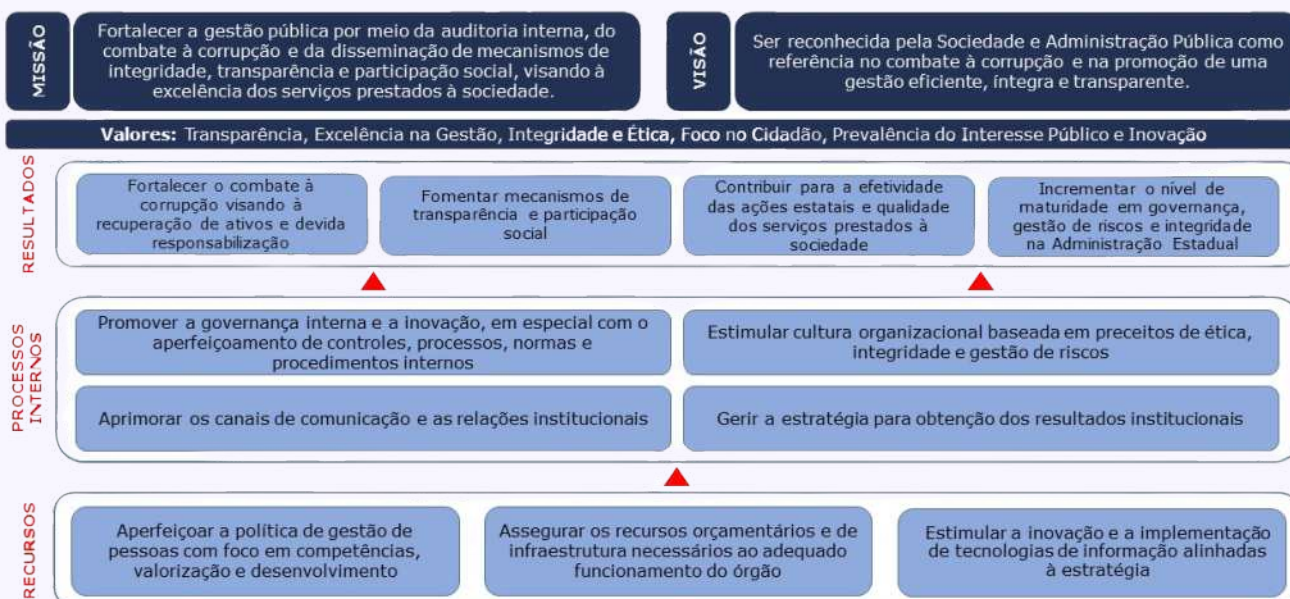 MISSÃO
Fortalecer a gestão pública por meio da auditoria interna, do
combate à corrupção e da disseminação de mecanismos de
integridade, transparência e participação social, visando à
excelência dos serviços prestados à sociedade.
VISÃO
Ser reconhecida pela Sociedade e Administração Pública como
referência no combate à corrupção e na promoção de uma
gestão eficiente, íntegra e transparente.
Valores: Transparência, Excelência na Gestão, Integridade e Ética, Foco no Cidadão, Prevalência do Interesse Público e Inovação
RESULTADOS
Fortalecer o combate à
corrupção visando à
recuperação de ativos e devida
responsabilização
Fomentar mecanismos de
transparência e participação
social
Contribuir para a efetividade
das ações estatais e qualidade
dos serviços prestados à
sociedade
Incrementar o nível de
maturidade em governança,
gestão de riscos e integridade
na Administração Estadual
PROCESSOS
INTERNOS
Promover a governança interna e a inovação, em especial com o
aperfeiçoamento de controles, processos, normas e
procedimentos internos
Estimular cultura organizacional baseada em preceitos de ética,
integridade e gestão de riscos
Aprimorar os canais de comunicação e as relações institucionais
Gerir a estratégia para obtenção dos resultados institucionais
RECURSOS
Aperfeiçoar a política de gestão de
pessoas com foco em competências,
valorização e desenvolvimento
Assegurar os recursos orçamentários e de
infraestrutura necessários ao adequado
funcionamento do órgão
Estimular a inovação e a implementação
de tecnologias de informação alinhadas
à estratégia